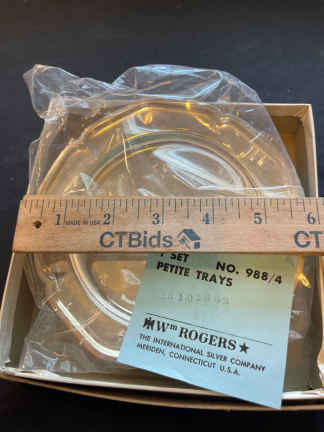 1 MADE IN U.S.A. 2 3 4 5 6
CTBids CT
1 SET NO. 988/4
PETITE TRAYS
Wm ROGERS ★
THE INTERNATIONAL SILVER COMPANY
MERIDEN, CONNECTICUT U.S.A.